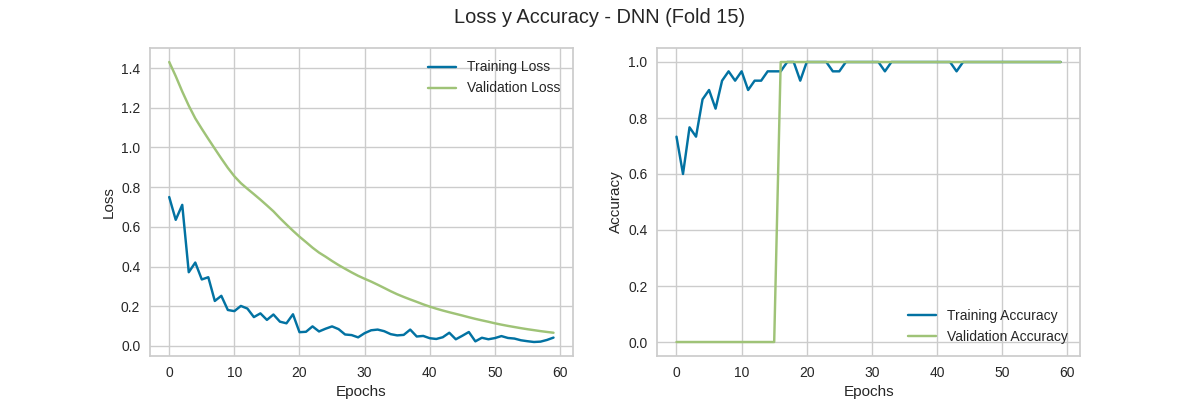 Loss y Accuracy - DNN (Fold 15)
Loss
1.4
1.2
1.0
0.8
0.6
0.4
0.2
0.0
Training Loss
Validation Loss
0 10 20 30 40 50 60
Epochs
Accuracy
1.0
0.8
0.6
0.4
0.2
0.0
Training Accuracy
Validation Accuracy
0 10 20 30 40 50 60
Epochs